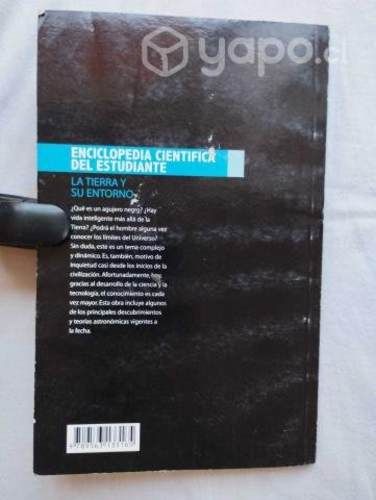 yapo.cl
ENCICLOPEDIA CIENTIFICA
DEL ESTUDIANTE
LA TIERRA Y
SU ENTORNO
¿Qué es un agujero negro? ¿Hay
vida inteligente más allá de la
Tierra? ¿Podrá el hombre alguna vez
conocer los límites del Universo?
Sin duda, este es un tema complejo
y dinámico. Es, también, motivo de
inquietud casi desde los inicios de la
civilización. Afortunadamente, hoy,
gracias al desarrollo de la ciencia y la
tecnología, el conocimiento es cada
vez mayor. Esta obra incluye algunos
de los principales descubrimientos
y teorías astronómicas vigentes a
la fecha.